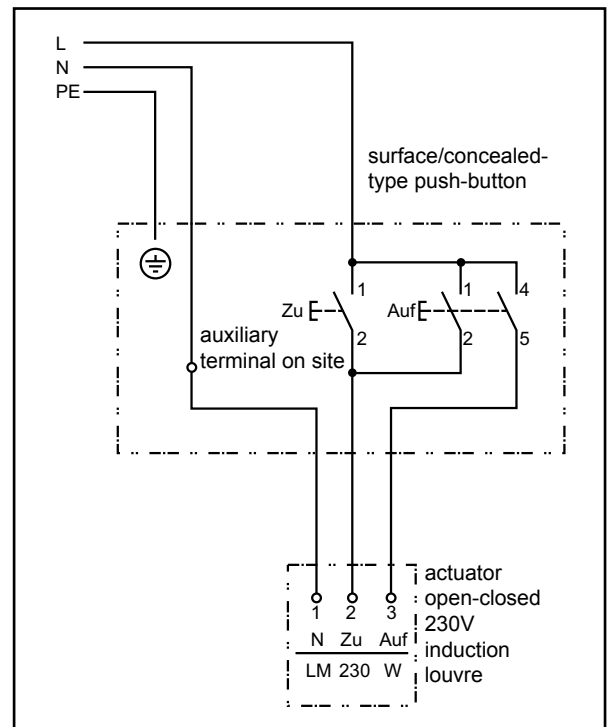 L
N
PE
surface/concealed-
type push-button
1
1
4
Zu
Auf
2
2
5
auxiliary
terminal on site
actuator
open-closed
230V
induction
louvre
1 2 3
N Zu Auf
LM 230 W